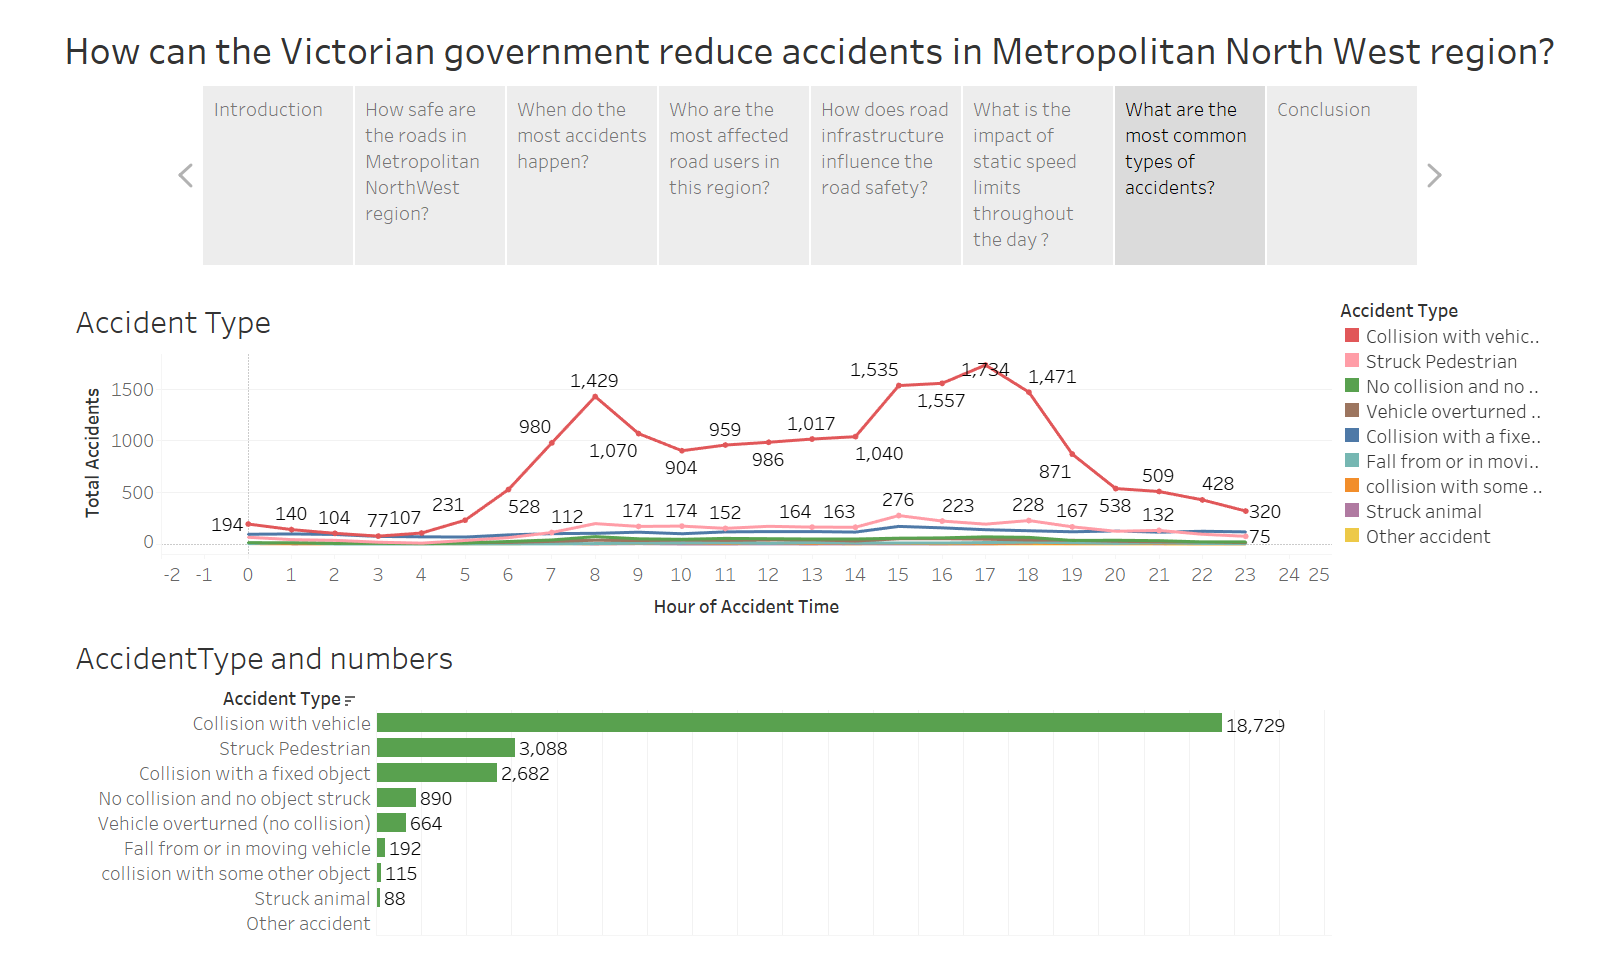 How can the Victorian government reduce accidents in Metropolitan North West region?
Introduction
How safe are
the roads in
Metropolitan
NorthWest
region?
When do the
most accidents
happen?
Who are the
most affected
road users in
this region?
How does road
infrastructure
influence the
road safety?
What is the
impact of
static speed
limits
throughout
the day ?
What are the
most common
types of
accidents?
Conclusion
Accident Type
Total Accidents
1500
1000
500
0
194
140
104
77
107
231
528
980
1,429
1,070
904
959
986
1,017
1,040
1,535
1,557
1,734
1,471
871
538
509
428
320
112
171
174
152
164
163
276
223
228
167
132
75
-2 -1 0 1 2 3 4 5 6 7 8 9 10 11 12 13 14 15 16 17 18 19 20 21 22 23 24 25
Hour of Accident Time
Accident Type
Collision with vehic..
Struck Pedestrian
No collision and no ..
Vehicle overturned ..
Collision with a fixe..
Fall from or in movi..
collision with some ..
Struck animal
Other accident
AccidentType and numbers
Accident Type
Collision with vehicle 18,729
Struck Pedestrian 3,088
Collision with a fixed object 2,682
No collision and no object struck 890
Vehicle overturned (no collision) 664
Fall from or in moving vehicle 192
collision with some other object 115
Struck animal 88
Other accident